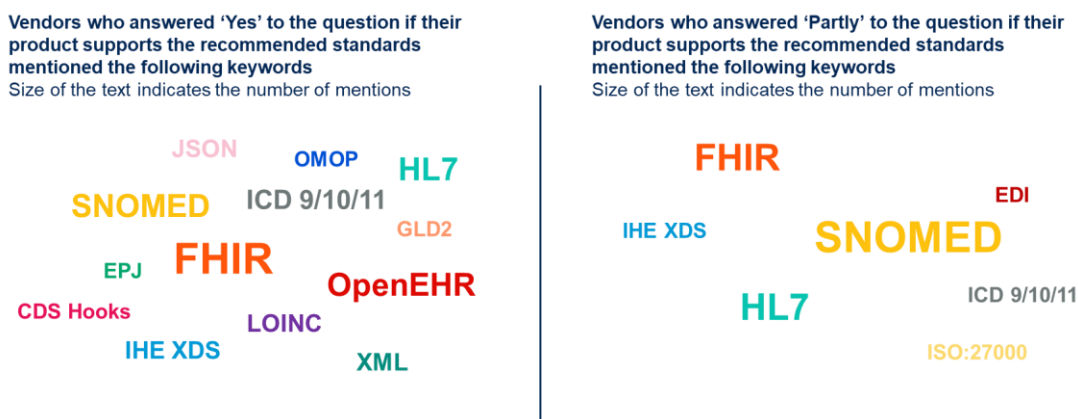 Vendors who answered ‘Yes’ to the question if their
product supports the recommended standards
mentioned the following keywords
Size of the text indicates the number of mentions
JSON
OMOP
HL7
SNOMED
ICD 9/10/11
GLD2
FHIR
EPJ
OpenEHR
CDS Hooks
LOINC
IHE XDS
XML
Vendors who answered ‘Partly’ to the question if their
product supports the recommended standards
mentioned the following keywords
Size of the text indicates the number of mentions
FHIR
EDI
IHE XDS
SNOMED
HL7
ICD 9/10/11
ISO:27000